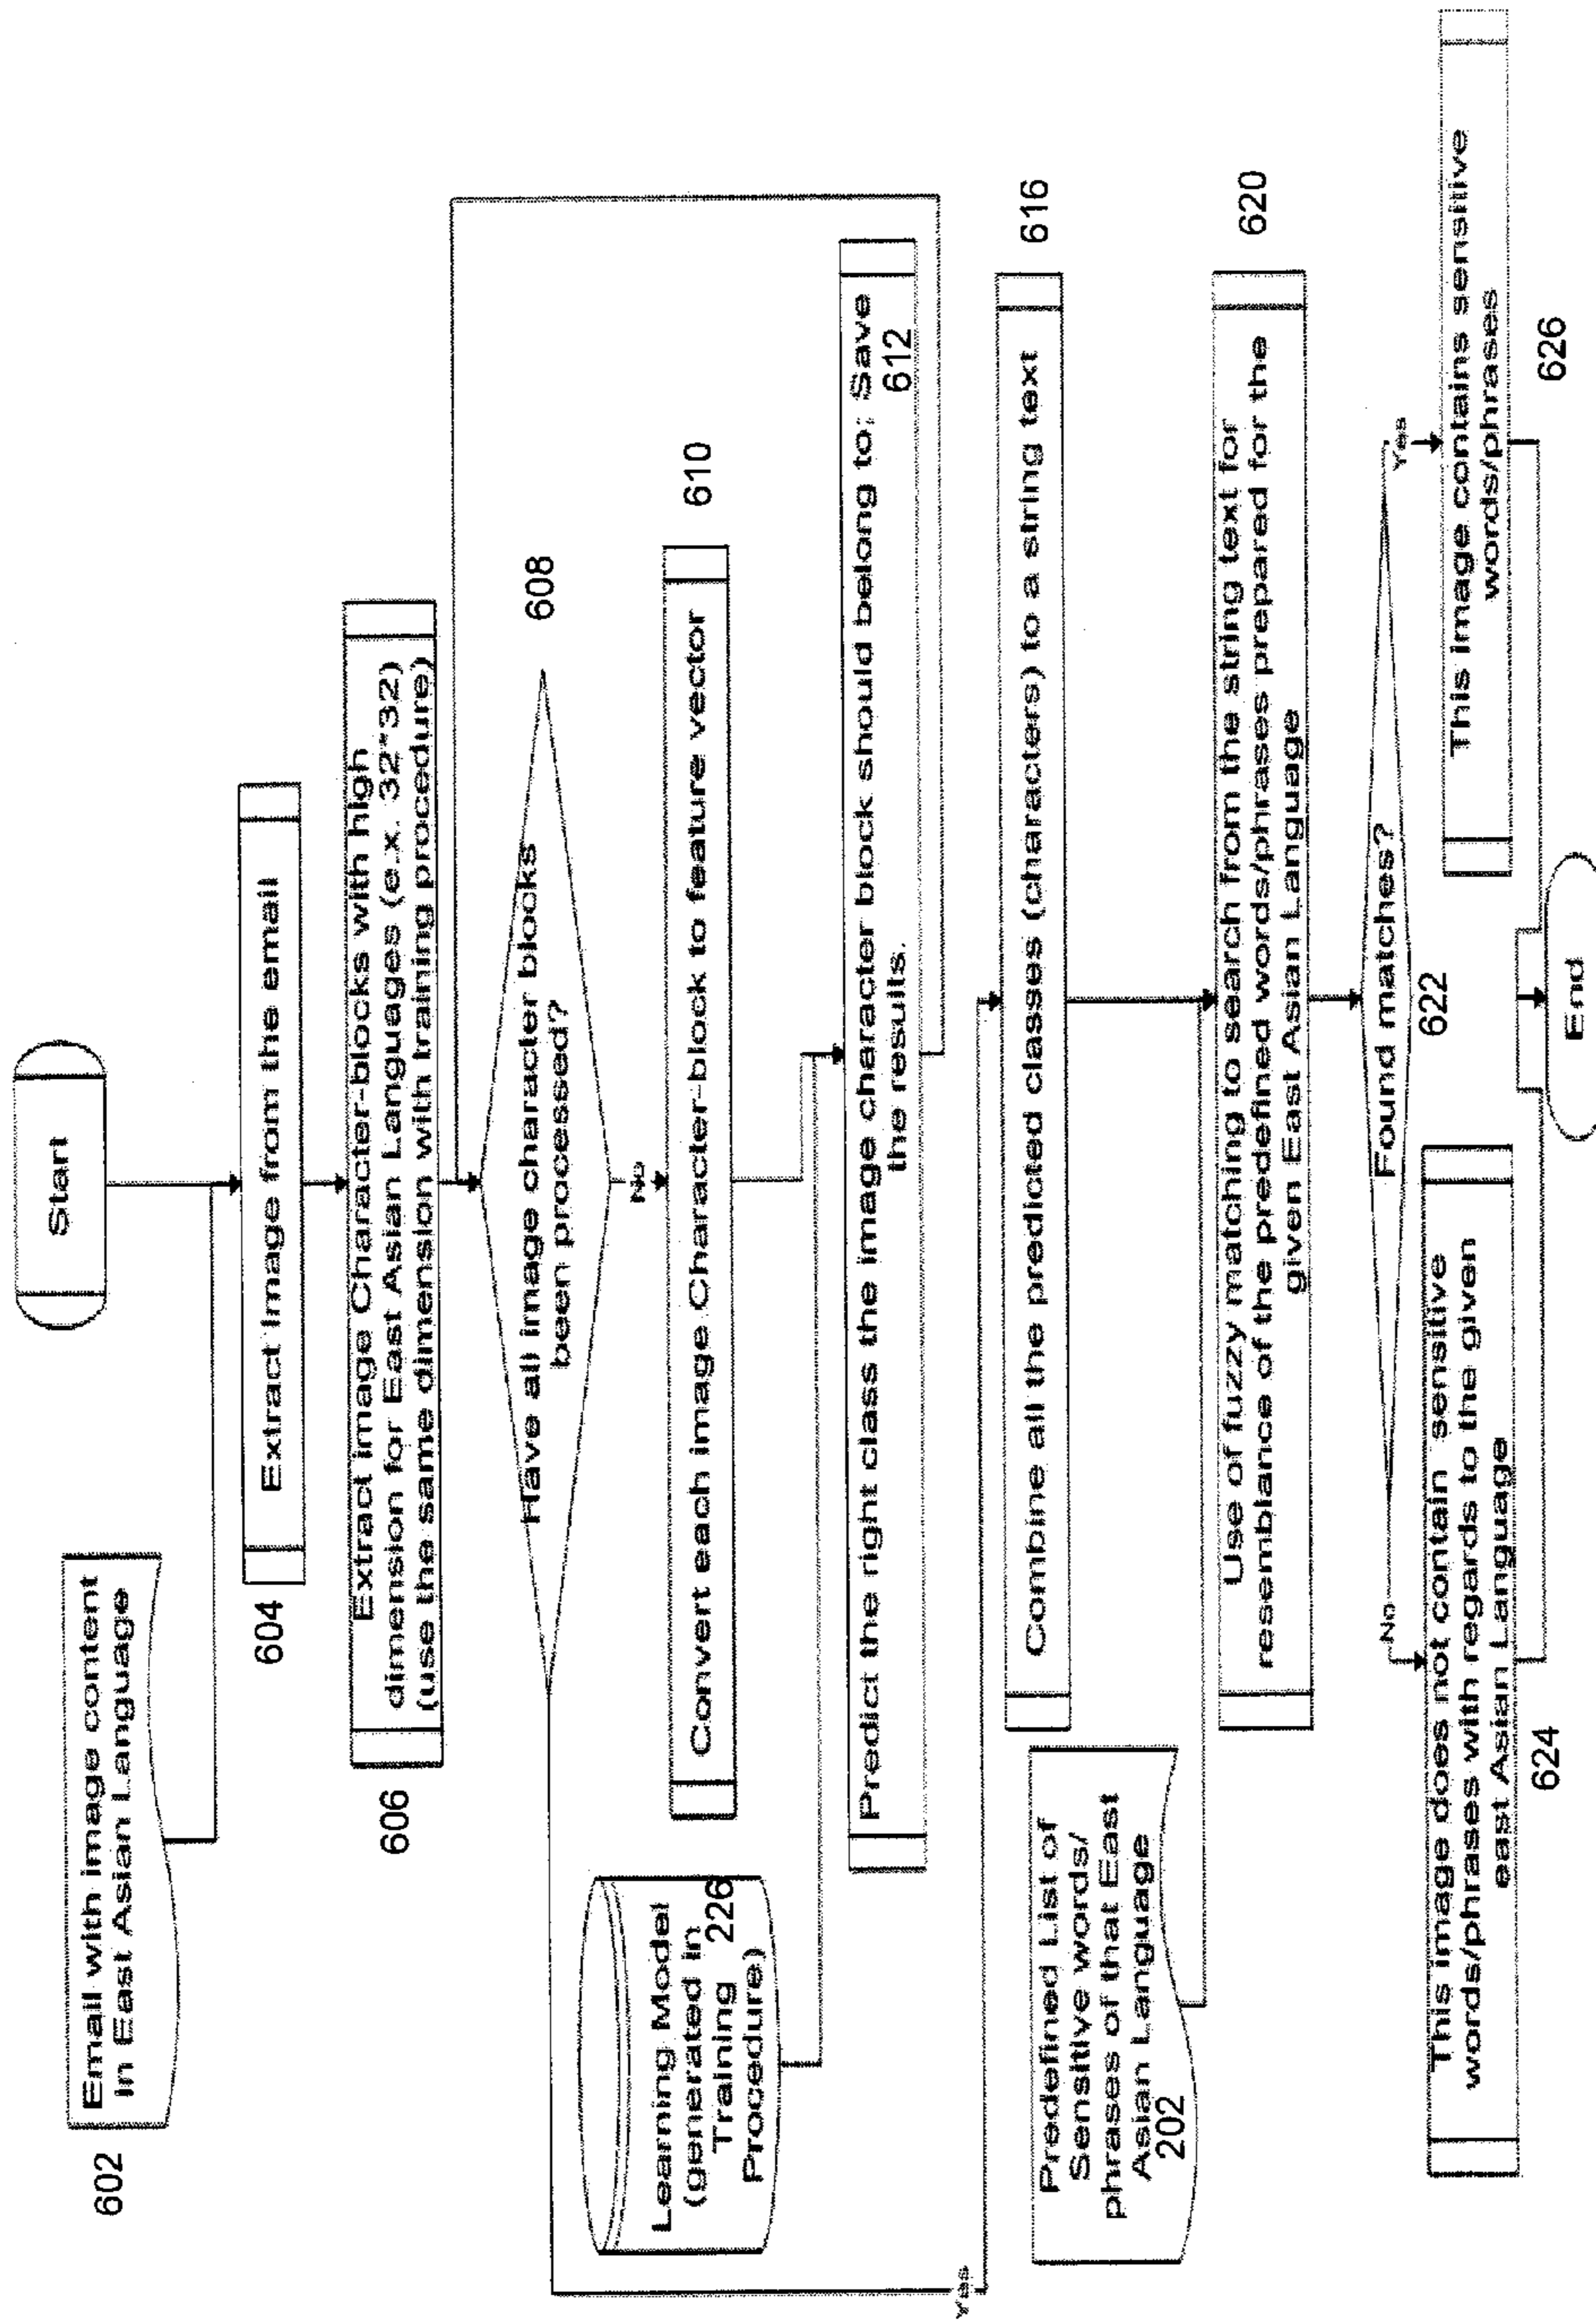 Start
Email with image content
in East Asian Language
602
Extract image from the email
604
Extract image Character-blocks with high
dimension for East Asian Languages (e.x. 32*32)
(use the same dimension with training procedure)
606
Have all image character blocks
been processed?
608
No
Yes
Convert each image Character-block to feature vector
610
Learning Model
(generated in
Training 226
Procedure)
Predict the right class the image character block should belong to; Save
the results.
612
Combine all the predicted classes (characters) to a string text
616
Predefined List of
Sensitive words/
phrases of that East
Asian Language
202
Use of fuzzy matching to search from the string text for
resemblance of the predefined words/phrases prepared for the
given East Asian Language
620
Found matches?
622
No
Yes
This image does not contain sensitive
words/phrases with regards to the given
east Asian Language
624
This image contains sensitive
words/phrases
626
End